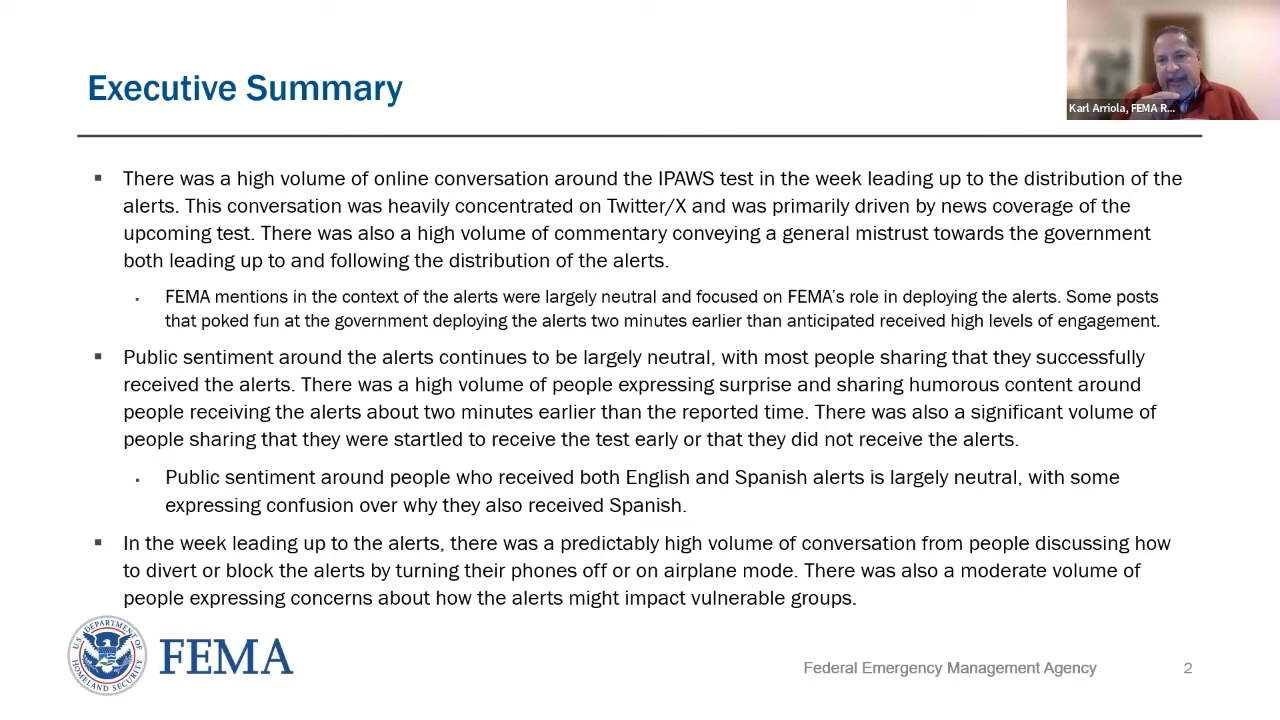 Executive Summary
Karl Arriola, FEMA R...
▪ There was a high volume of online conversation around the IPAWS test in the week leading up to the distribution of the
alerts. This conversation was heavily concentrated on Twitter/X and was primarily driven by news coverage of the
upcoming test. There was also a high volume of commentary conveying a general mistrust towards the government
both leading up to and following the distribution of the alerts.
▪ FEMA mentions in the context of the alerts were largely neutral and focused on FEMA's role in deploying the alerts. Some posts
that poked fun at the government deploying the alerts two minutes earlier than anticipated received high levels of engagement.
▪ Public sentiment around the alerts continues to be largely neutral, with most people sharing that they successfully
received the alerts. There was a high volume of people expressing surprise and sharing humorous content around
people receiving the alerts about two minutes earlier than the reported time. There was also a significant volume of
people sharing that they were startled to receive the test early or that they did not receive the alerts.
▪ Public sentiment around people who received both English and Spanish alerts is largely neutral, with some
expressing confusion over why they also received Spanish.
▪ In the week leading up to the alerts, there was a predictably high volume of conversation from people discussing how
to divert or block the alerts by turning their phones off or on airplane mode. There was also a moderate volume of
people expressing concerns about how the alerts might impact vulnerable groups.
U.S. DEPARTMENT OF
HOMELAND SECURITY
FEMA
Federal Emergency Management Agency
2